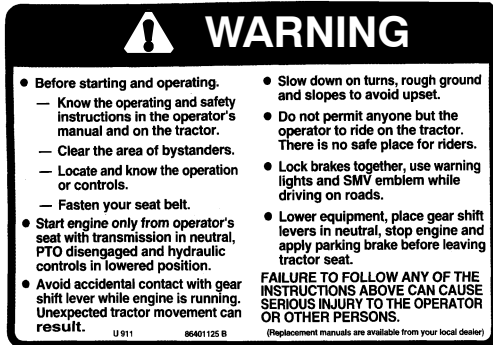 WARNING
● Before starting and operating.
— Know the operating and safety
instructions in the operator's
manual and on the tractor.
— Clear the area of bystanders.
— Locate and know the operation
or controls.
— Fasten your seat belt.
● Start engine only from operator's
seat with transmission in neutral,
PTO disengaged and hydraulic
controls in lowered position.
● Avoid accidental contact with gear
shift lever while engine is running.
Unexpected tractor movement can
result.
U 911 86401125 B
● Slow down on turns, rough ground
and slopes to avoid upset.
● Do not permit anyone but the
operator to ride on the tractor.
There is no safe place for riders.
● Lock brakes together, use warning
lights and SMV emblem while
driving on roads.
● Lower equipment, place gear shift
levers in neutral, stop engine and
apply parking brake before leaving
tractor seat.
FAILURE TO FOLLOW ANY OF THE
INSTRUCTIONS ABOVE CAN CAUSE
SERIOUS INJURY TO THE OPERATOR
OR OTHER PERSONS.
(Replacement manuals are available from your local dealer)